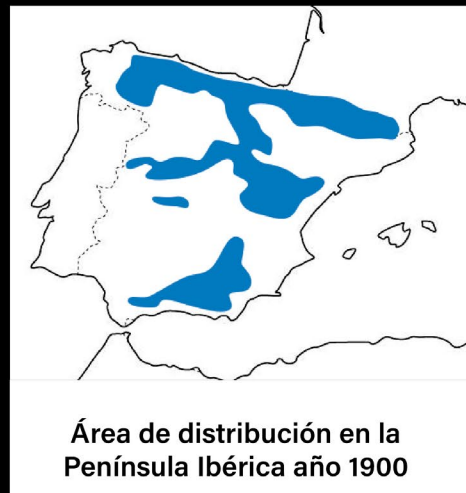 Área de distribución en la
Península Ibérica año 1900